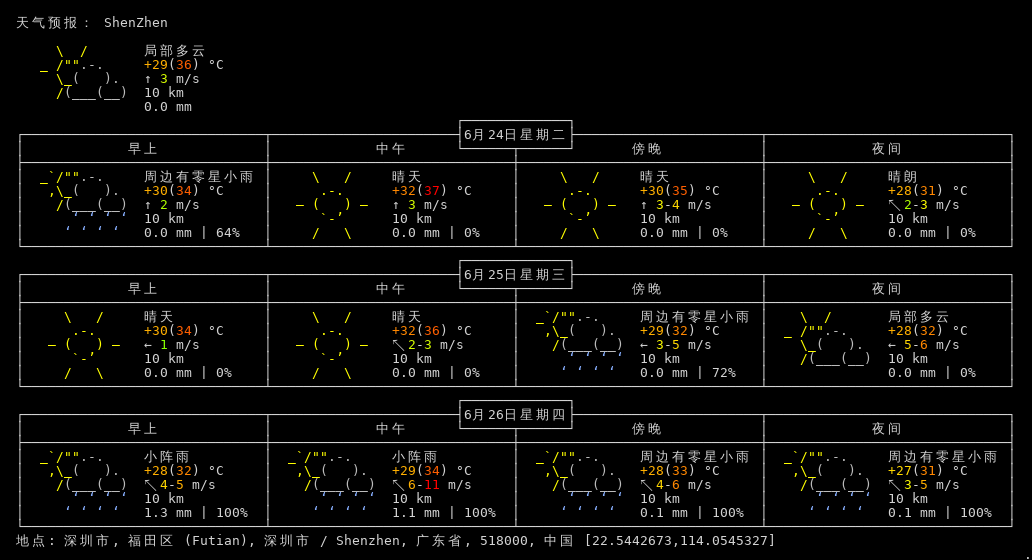 天气预报： ShenZhen
局部多云
+29(36) °C
↑ 3 m/s
10 km
0.0 mm
6月24日星期二
早上 中午 傍晚 夜间
周边有零星小雨 晴天 晴天 晴朗
+30(34) °C +32(37) °C +30(35) °C +28(31) °C
↑ 2 m/s ↑ 3 m/s ↑ 3-4 m/s ↖ 2-3 m/s
10 km 10 km 10 km 10 km
0.0 mm | 64% 0.0 mm | 0% 0.0 mm | 0% 0.0 mm | 0%
6月25日星期三
早上 中午 傍晚 夜间
晴天 晴天 周边有零星小雨 局部多云
+30(34) °C +32(36) °C +29(32) °C +28(32) °C
← 1 m/s ↖ 2-3 m/s ← 3-5 m/s ← 5-6 m/s
10 km 10 km 10 km 10 km
0.0 mm | 0% 0.0 mm | 0% 0.0 mm | 72% 0.0 mm | 0%
6月26日星期四
早上 中午 傍晚 夜间
小阵雨 小阵雨 周边有零星小雨 周边有零星小雨
+28(32) °C +29(34) °C +28(33) °C +27(31) °C
↖ 4-5 m/s ↖ 6-11 m/s ↖ 4-6 m/s ↖ 3-5 m/s
10 km 10 km 10 km 10 km
1.3 mm | 100% 1.1 mm | 100% 0.1 mm | 100% 0.1 mm | 100%
地点: 深圳市, 福田区 (Futian), 深圳市 / Shenzhen, 广东省, 518000, 中国 [22.5442673,114.0545327]